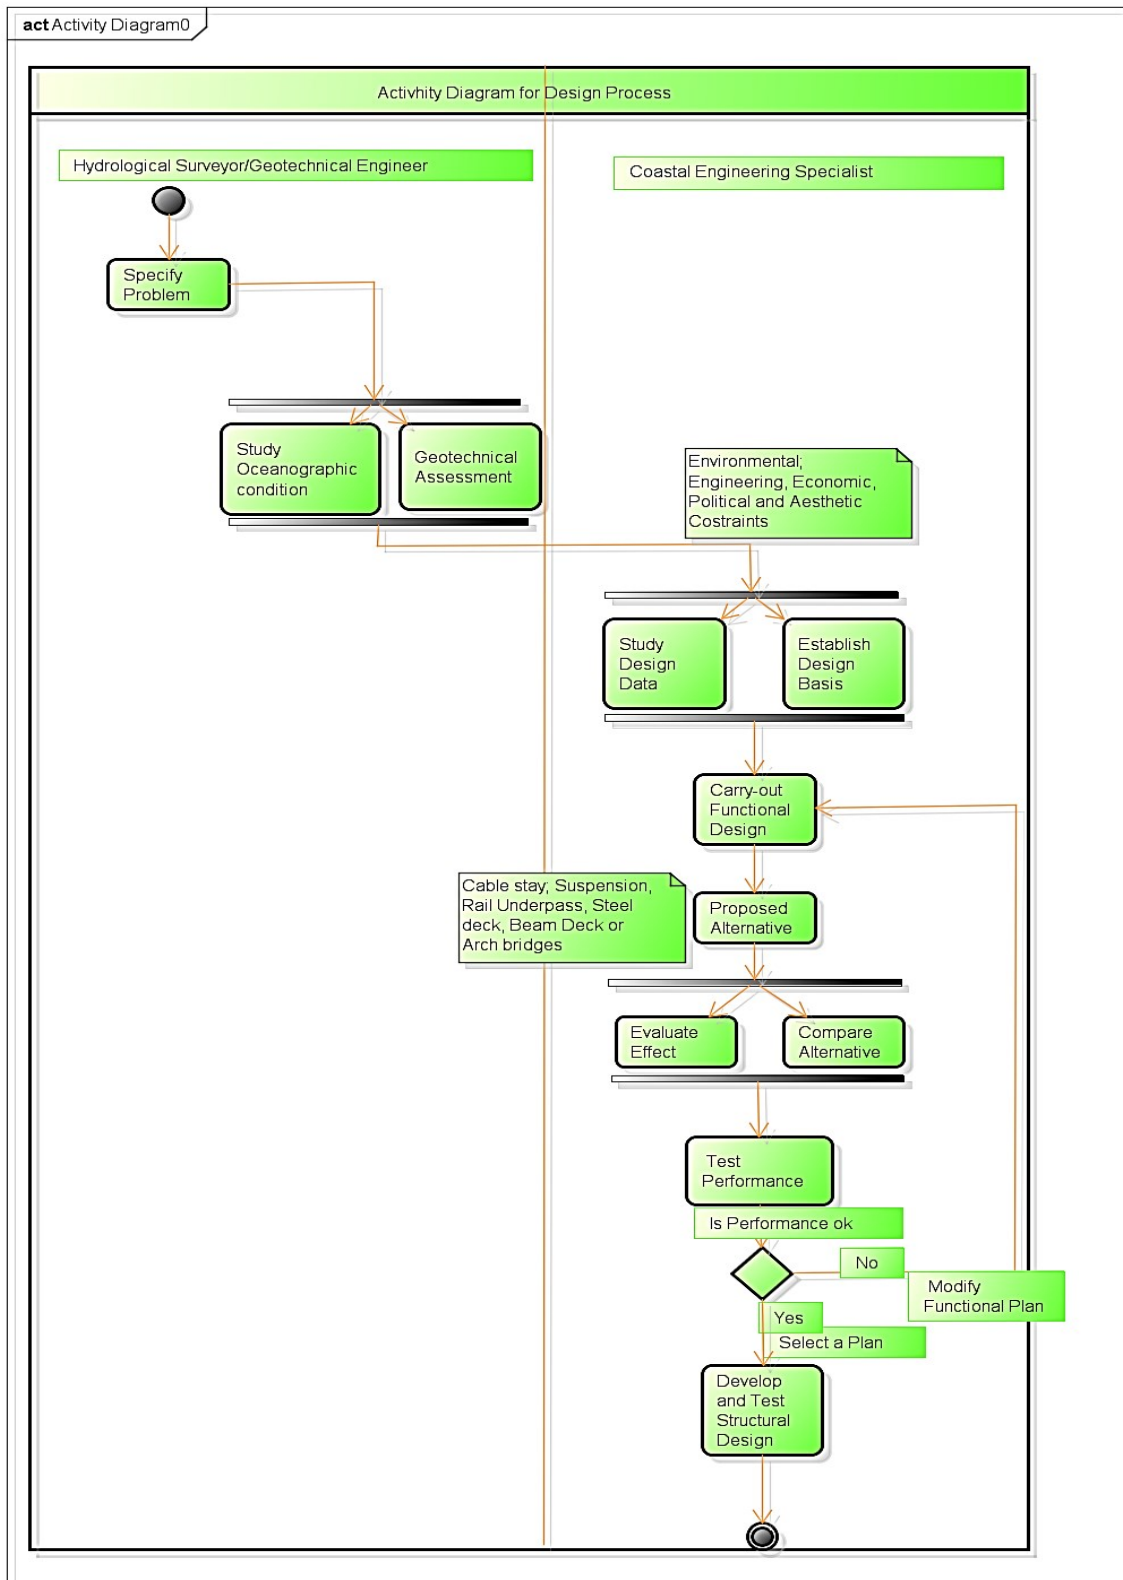 act Activity Diagram0
Activhity Diagram for Design Process
Hydrological Surveyor/Geotechnical Engineer
Coastal Engineering Specialist
Specify
Problem
Study
Oceanographic
condition
Geotechnical
Assessment
Environmental;
Engineering, Economic,
Political and Aesthetic
Costraints
Study
Design
Data
Establish
Design
Basis
Carry-out
Functional
Design
Cable stay; Suspension,
Rail Underpass, Steel
deck, Beam Deck or
Arch bridges
Proposed
Alternative
Evaluate
Effect
Compare
Alternative
Test
Performance
Is Performance ok
No
Modify
Functional Plan
Yes
Select a Plan
Develop
and Test
Structural
Design